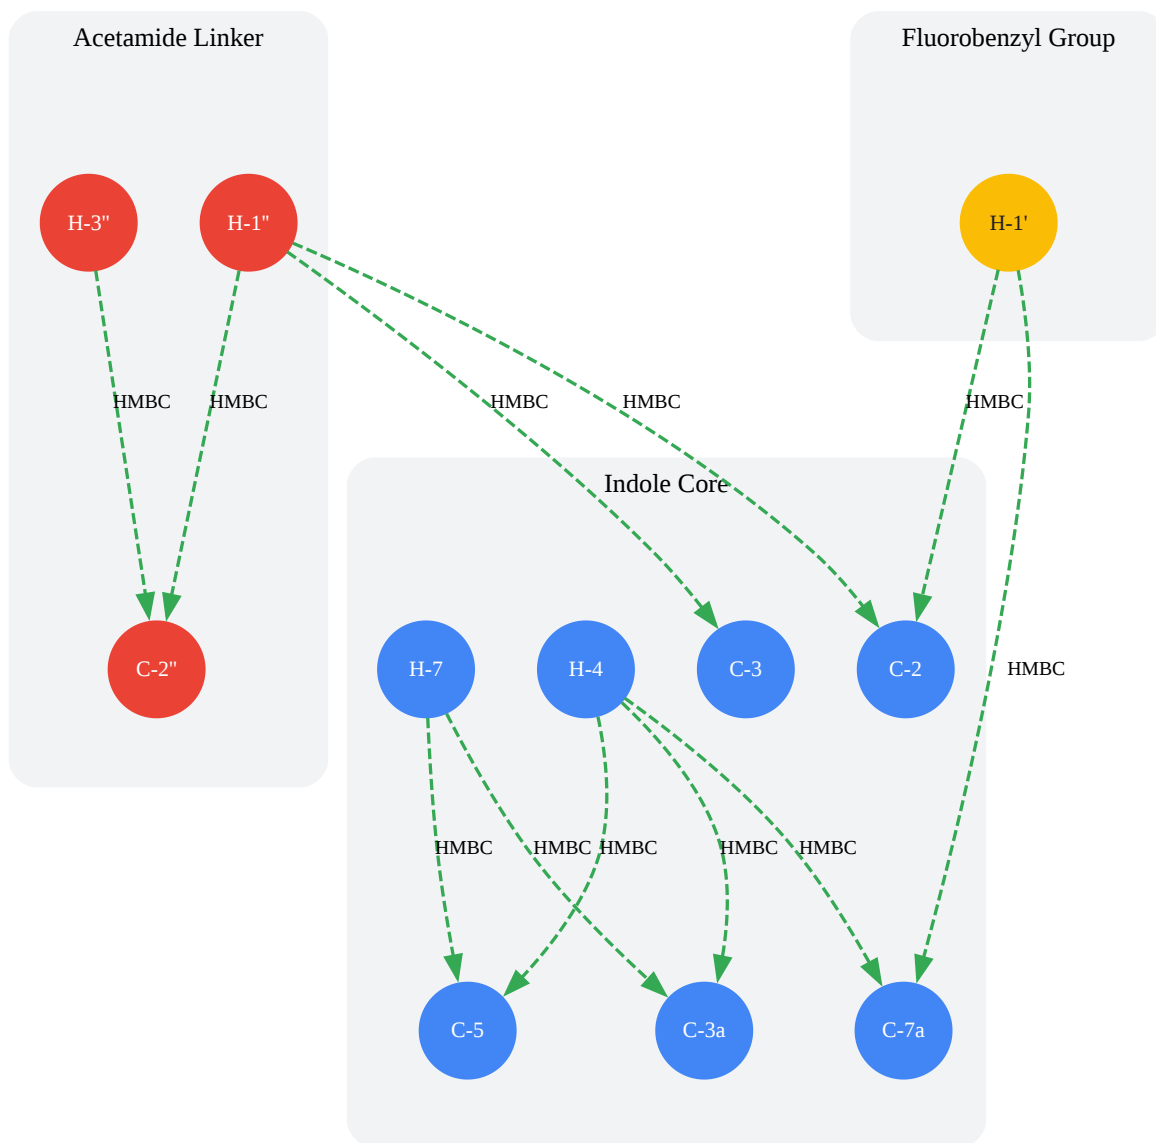 Acetamide Linker
Fluorobenzyl Group
H-3"
H-1"
H-1'
HMBC
HMBC
HMBC
HMBC
HMBC
Indole Core
C-2"
H-7
H-4
C-3
C-2
HMBC
HMBC
HMBC
HMBC
HMBC
HMBC
C-5
C-3a
C-7a